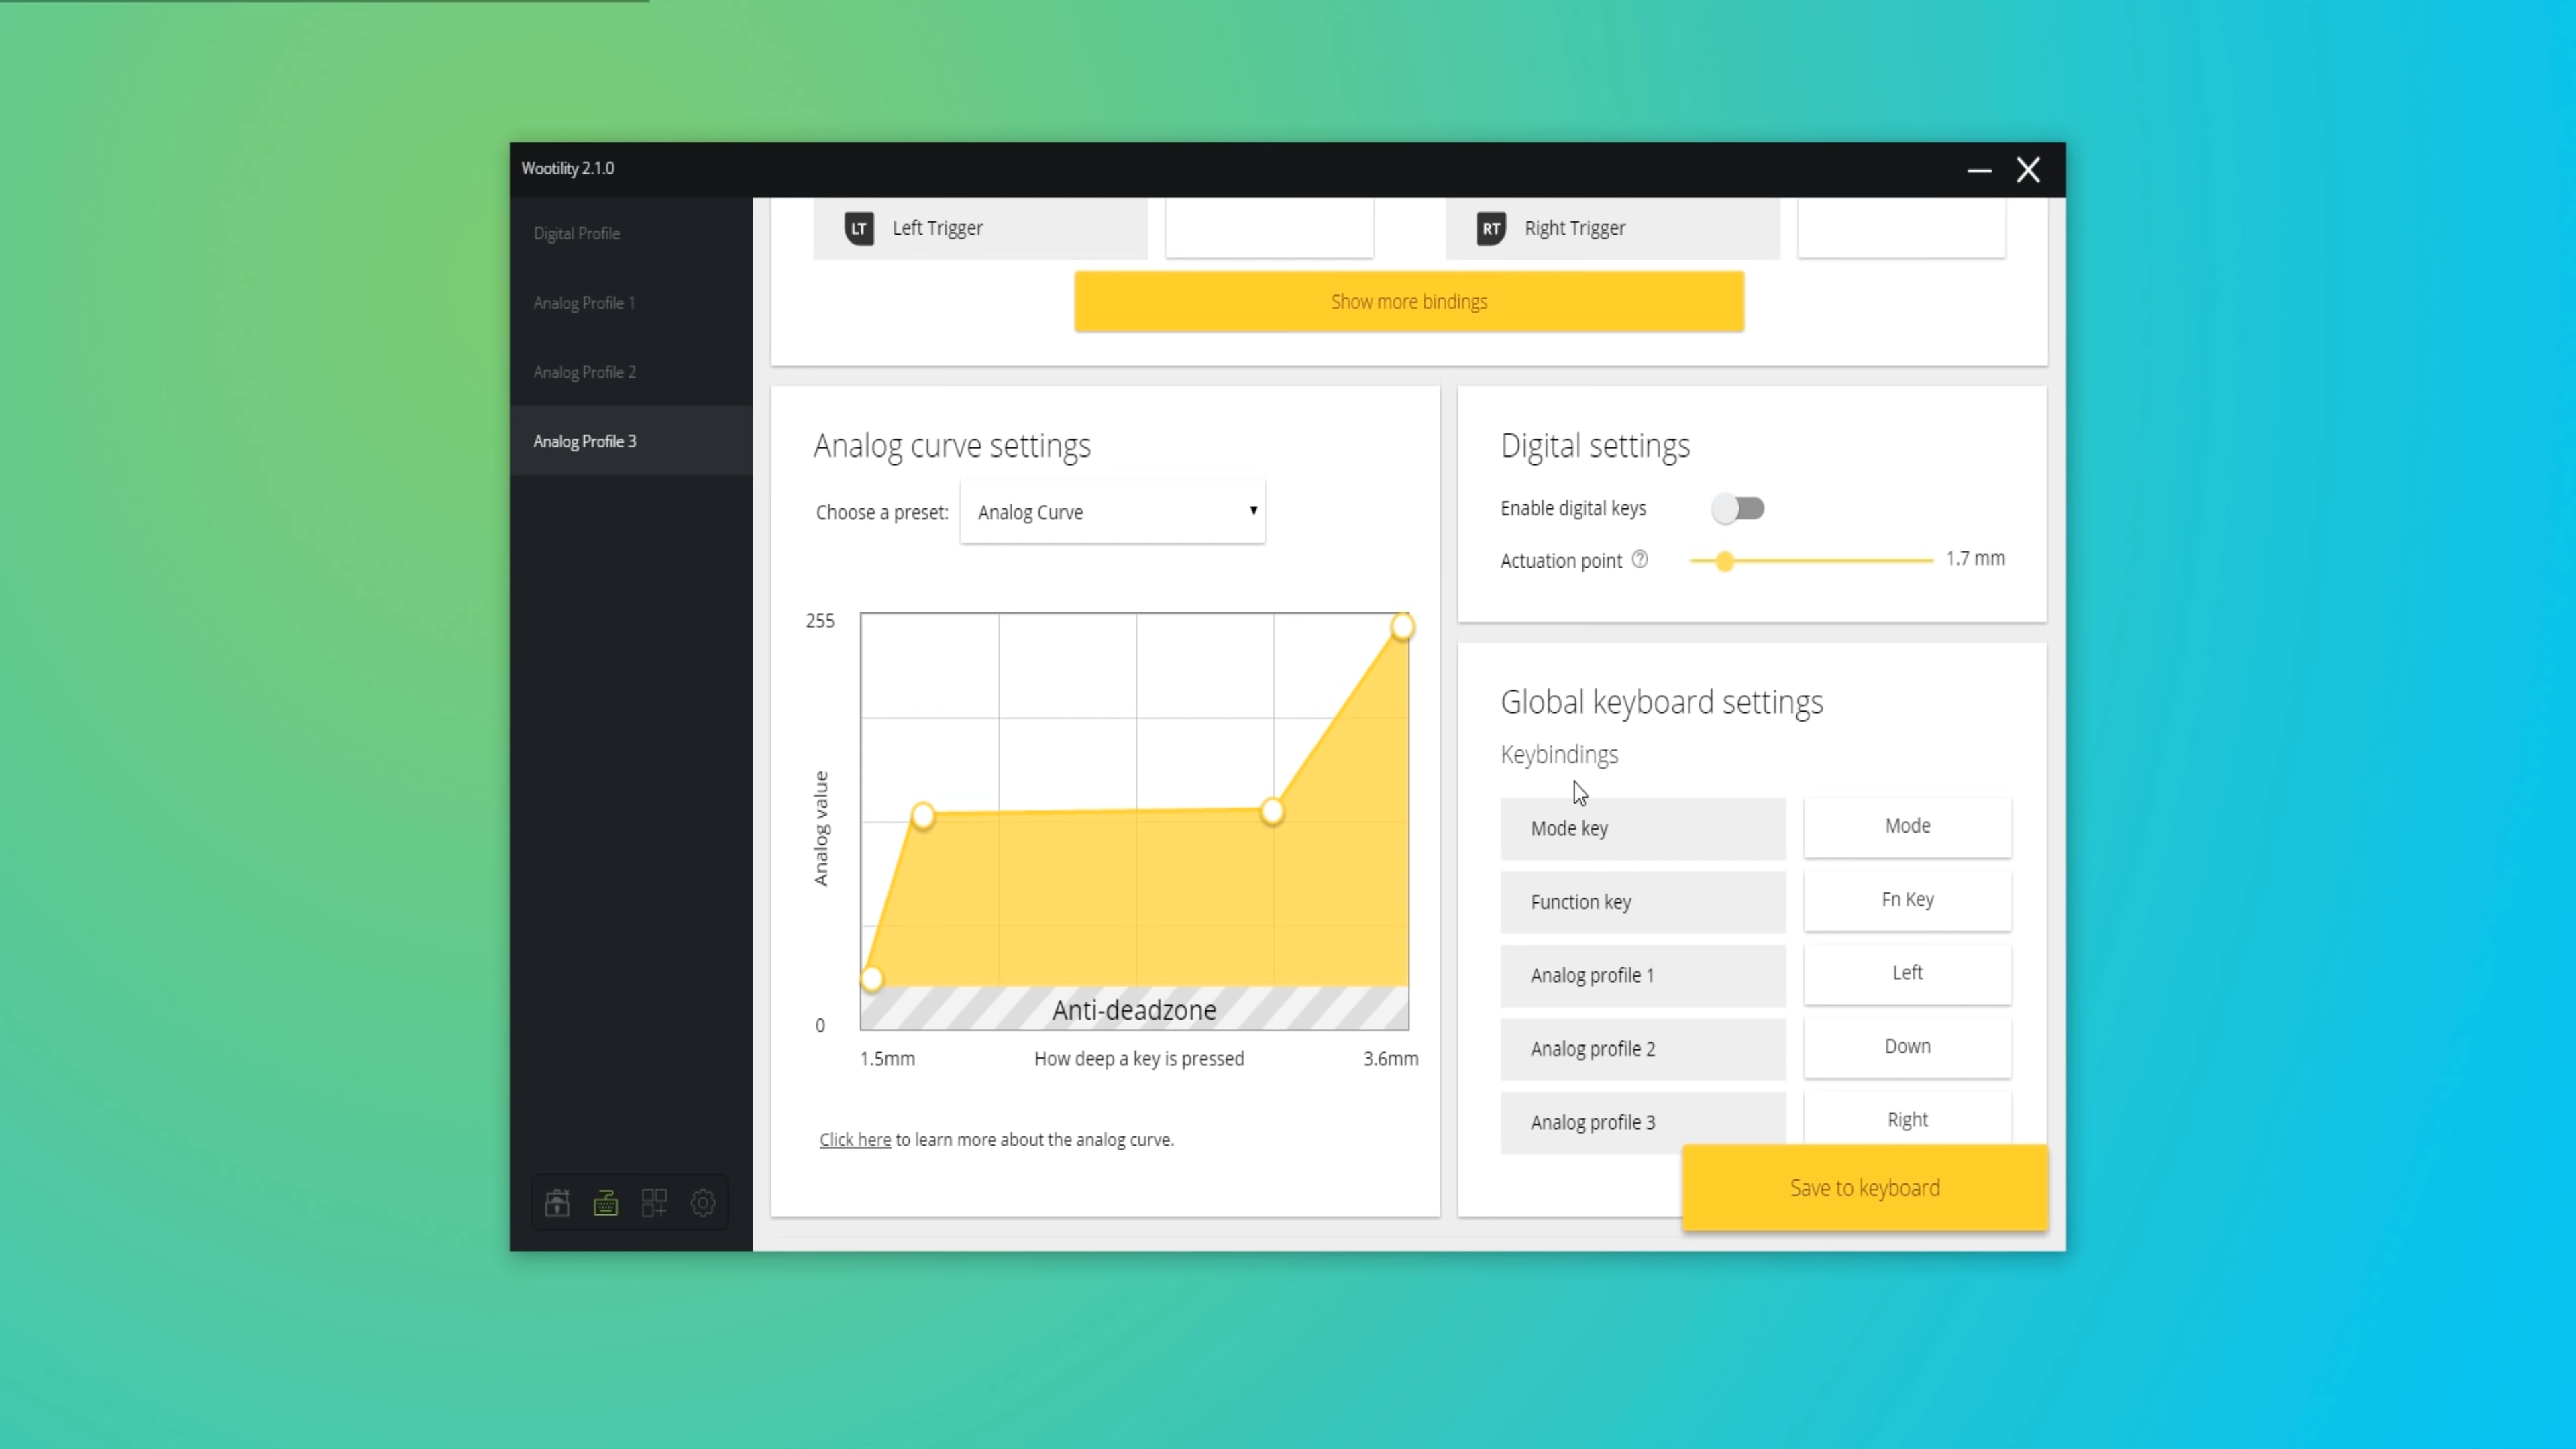 Wootility 2.1.0
Digital Profile
Analog Profile 1
Analog Profile 2
Analog Profile 3
LT Left Trigger
RT Right Trigger
Show more bindings
Analog curve settings
Choose a preset: Analog Curve
255
Analog value
0
Anti-deadzone
1.5mm How deep a key is pressed 3.6mm
Click here to learn more about the analog curve.
Digital settings
Enable digital keys
Actuation point ? 1.7 mm
Global keyboard settings
Keybindings
Mode key Mode
Function key Fn Key
Analog profile 1 Left
Analog profile 2 Down
Analog profile 3 Right
Save to keyboard